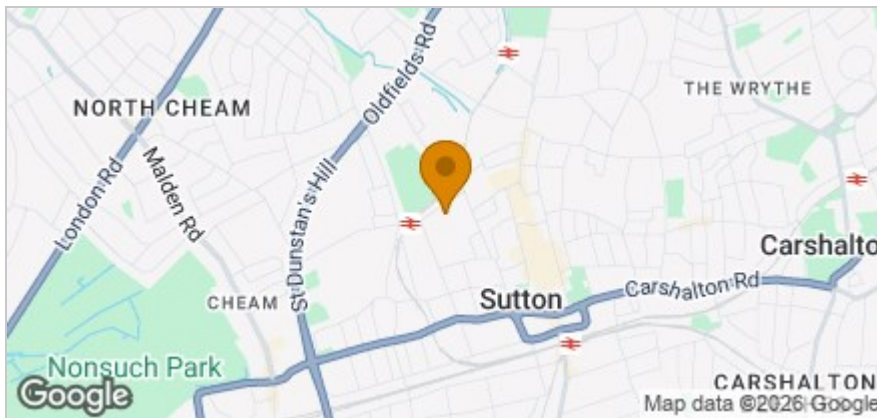 Oldfields Rd
THE WRYTHE
NORTH CHEAM
Malden Rd
London Rd
St Dunstan's Hill
Carshalto
CHEAM
Sutton
Carshalton Rd
Nonsuch Park
CARSHALTON
Google
Map data ©2026 Google